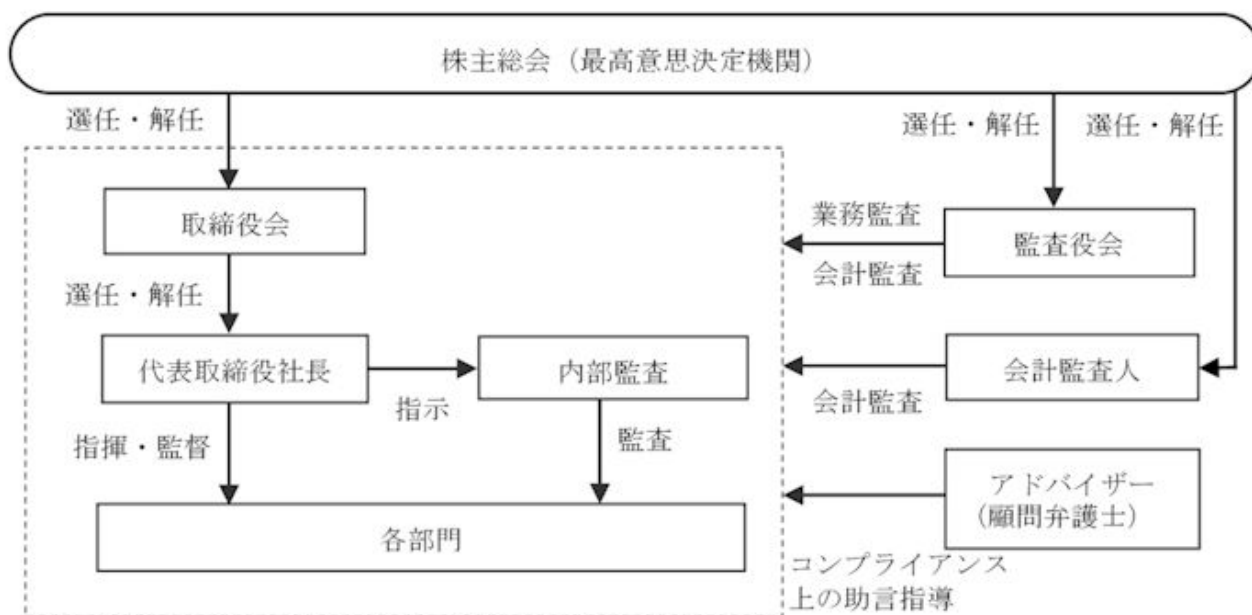 株主総会（最高意思決定機関）
選任・解任
選任・解任
選任・解任
取締役会
業務監査
監査役会
会計監査
選任・解任
代表取締役社長
内部監査
会計監査人
指示
会計監査
指揮・監督
監査
アドバイザー
（顧問弁護士）
各部門
コンプライアンス
上の助言指導